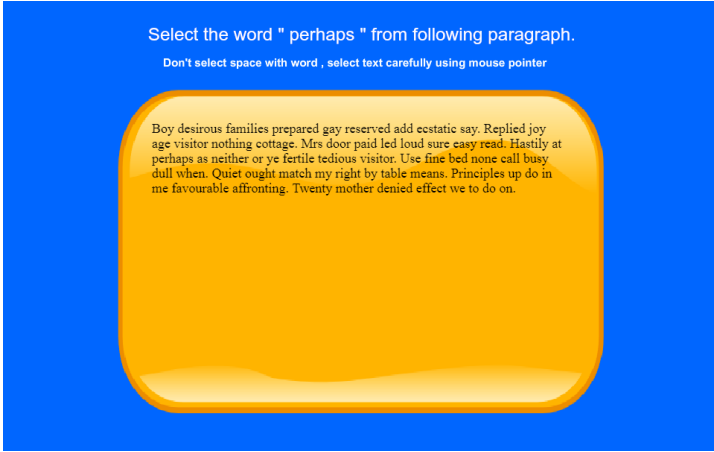 Select the word " perhaps " from following paragraph.
Don't select space with word , select text carefully using mouse pointer
Boy desirous families prepared gay reserved add ecstatic say. Replied joy
age visitor nothing cottage. Mrs door paid led loud sure easy read. Hastily at
perhaps as neither or ye fertile tedious visitor. Use fine bed none call busy
dull when. Quiet ought match my right by table means. Principles up do in
me favourable affronting. Twenty mother denied effect we to do on.